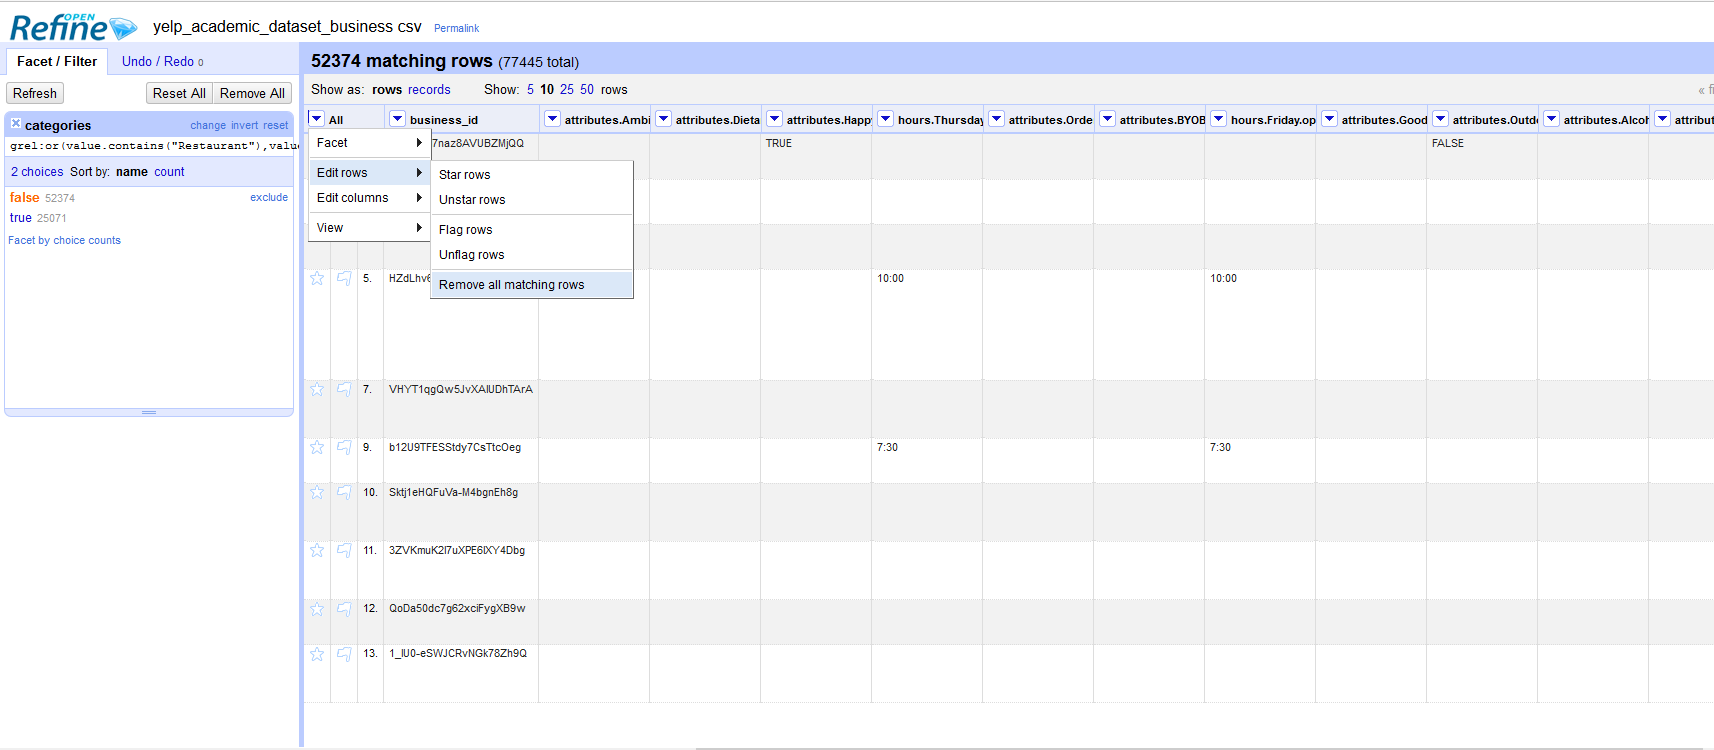 OPEN
Refine yelp_academic_dataset_business csv Permalink
Facet / Filter Undo / Redo 0
52374 matching rows (77445 total)
Refresh Reset All Remove All
Show as: rows records Show: 5 10 25 50 rows « fi
categories change invert reset
grel:or(value.contains("Restaurant"),value
2 choices Sort by: name count
false 52374 exclude
true 25071
Facet by choice counts
All business_id attributes.Ambi attributes.Dieta attributes.Happ hours.Thursday attributes.Orde attributes.BYOB hours.Friday.op attributes.Good attributes.Outd attributes.Alcoh attribut
Facet
Edit rows
Edit columns
View
Star rows
Unstar rows
Flag rows
Unflag rows
Remove all matching rows
7naz8AVUBZMjQQ TRUE FALSE
5. HZdLhv6 10:00 10:00
7. VHYT1qgQw5JvXAlUDhTArA
9. b12U9TFESStdy7CsTtcOeg 7:30 7:30
10. Sktj1eHQFuVa-M4bgnEh8g
11. 3ZVKmuK2l7uXPE6lXY4Dbg
12. QoDa50dc7g62xciFygXB9w
13. 1_lU0-eSWJCRvNGk78Zh9Q